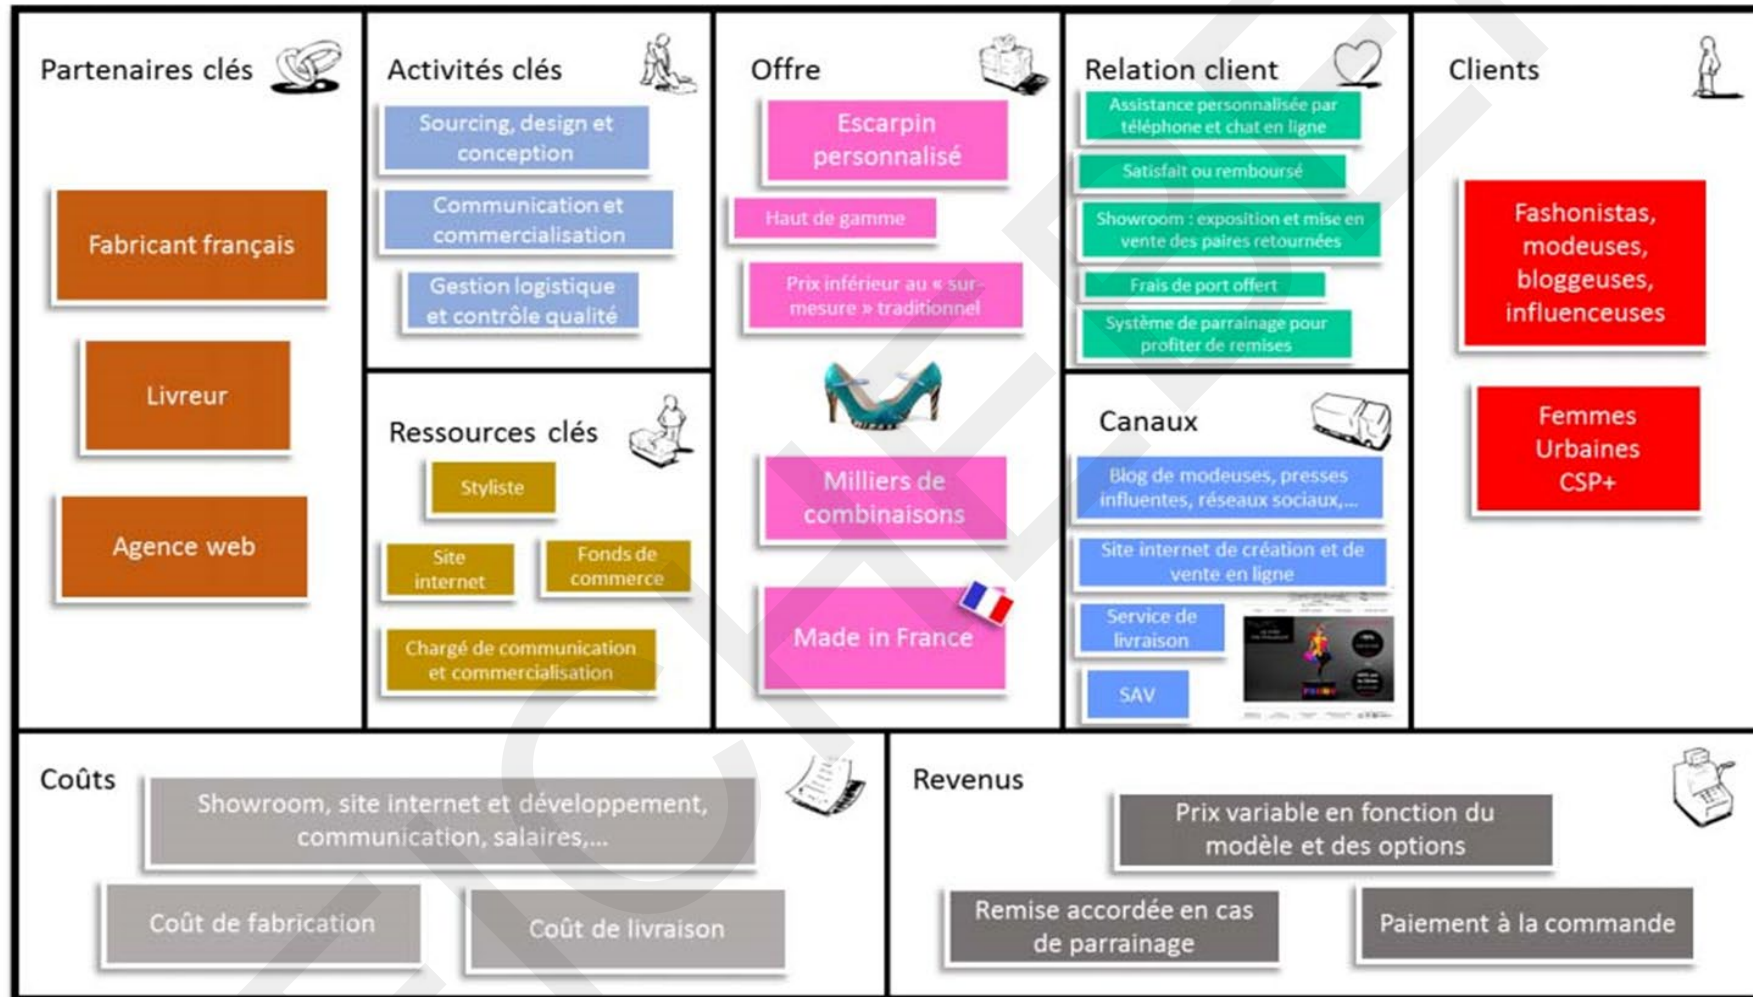 Partenaires clés
Fabricant français
Livreur
Agence web
Activités clés
Sourcing, design et
conception
Communication et
commercialisation
Gestion logistique
et contrôle qualité
Ressources clés
Styliste
Site
internet
Fonds de
commerce
Chargé de communication
et commercialisation
Offre
Escarpin
personnalisé
Haut de gamme
Prix inférieur au « sur-
mesure » traditionnel
Milliers de
combinaisons
Made in France
Relation client
Assistance personnalisée par
téléphone et chat en ligne
Satisfait ou remboursé
Showroom : exposition et mise en
vente des paires retournées
Frais de port offert
Système de parrainage pour
profiter de remises
Canaux
Blog de modeuses, presses
influentes, réseaux sociaux,...
Site internet de création et de
vente en ligne
Service de
livraison
SAV
Clients
Fashonistas,
modeuses,
bloggeuses,
influenceuses
Femmes
Urbaines
CSP+
Coûts
Showroom, site internet et développement,
communication, salaires,...
Coût de fabrication
Coût de livraison
Revenus
Prix variable en fonction du
modèle et des options
Remise accordée en cas
de parrainage
Paiement à la commande